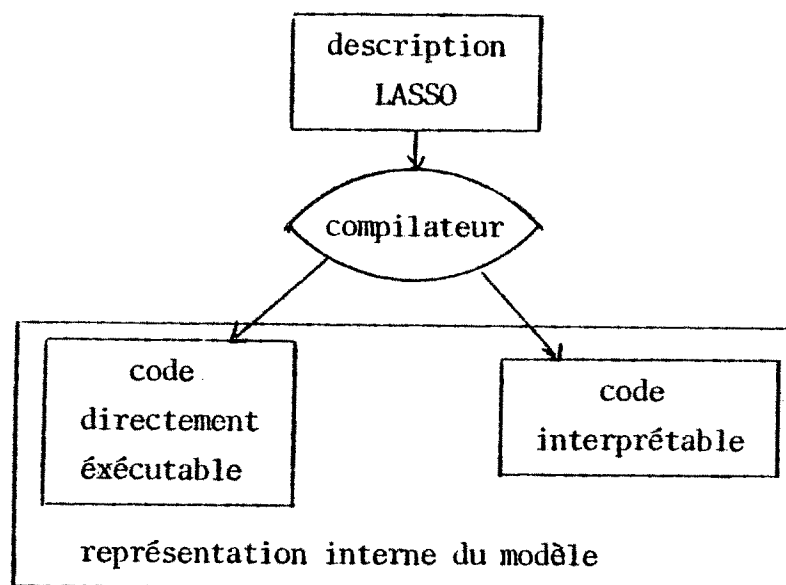 description
LASSO
compilateur
code
directement
éxécutable
code
interprétable
représentation interne du modèle